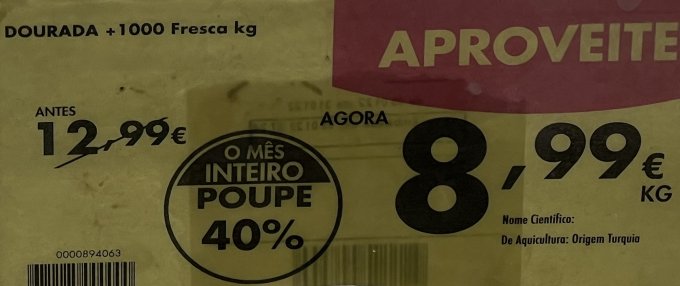 DOURADA +1000 Fresca kg
APROVEITE
ANTES
12,99€
O MÊS
INTEIRO
POUPE
40%
AGORA
8,99€
KG
Nome Científico:
De Aquicultura: Origem Turquia
0000894063